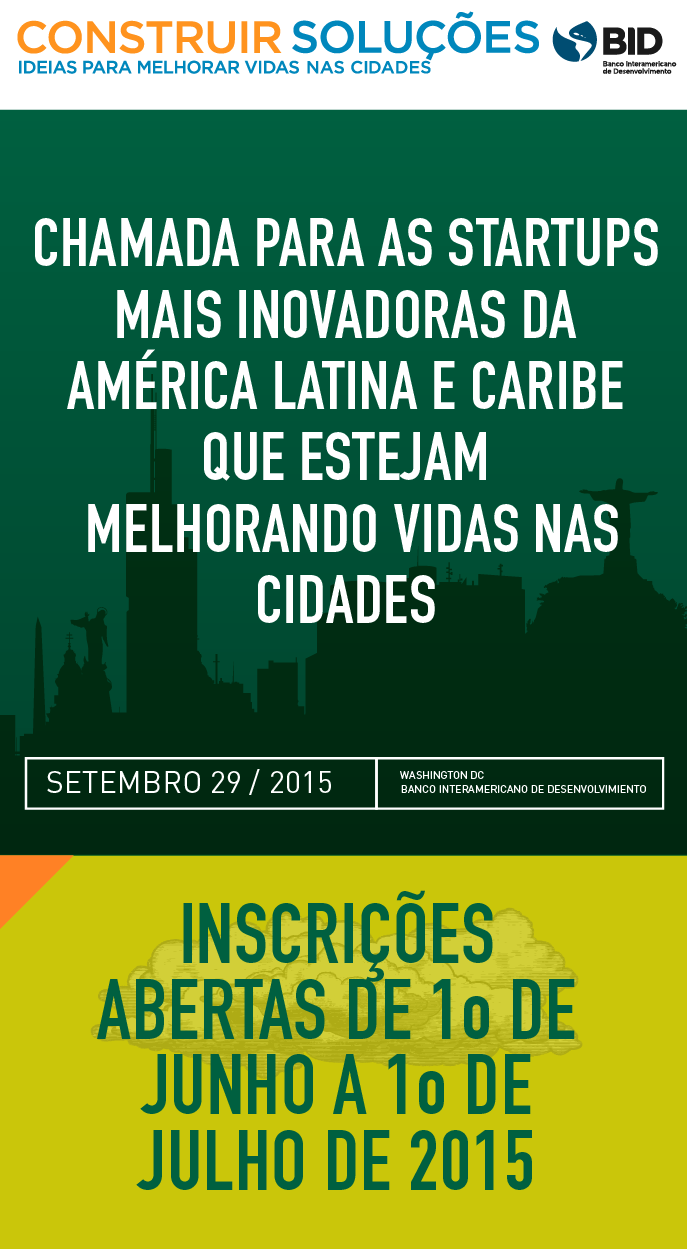 CONSTRUIR SOLUÇÕES
IDEIAS PARA MELHORAR VIDAS NAS CIDADES
BID
Banco Interamericano
de Desenvolvimento
CHAMADA PARA AS STARTUPS
MAIS INOVADORAS DA
AMÉRICA LATINA E CARIBE
QUE ESTEJAM
MELHORANDO VIDAS NAS
CIDADES
SETEMBRO 29 / 2015
WASHINGTON DC
BANCO INTERAMERICANO DE DESENVOLVIMIENTO
INSCRIÇÕES
ABERTAS DE 1o DE
JUNHO A 1o DE
JULHO DE 2015